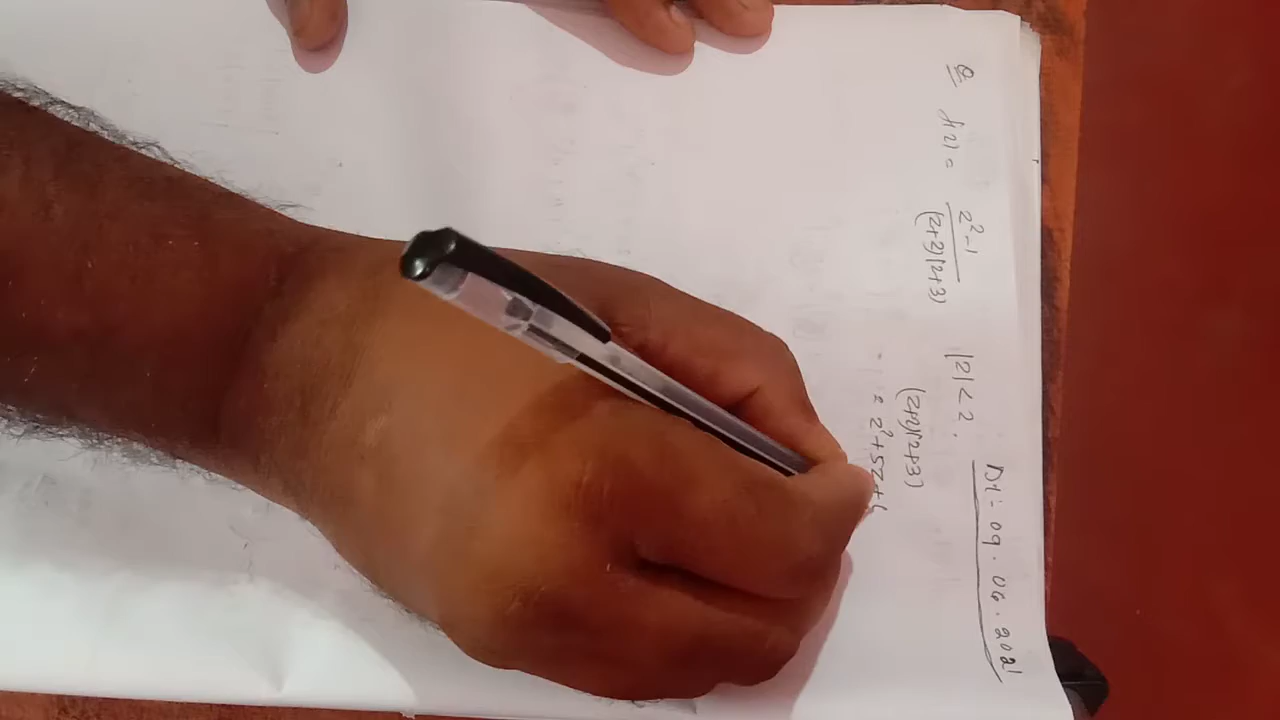 Dt:- 09.06.2021
Q f(z) = z²-1 / (z+2)(z+3) |z|<2.
(z+2)(z+3)
= z²+5z+6